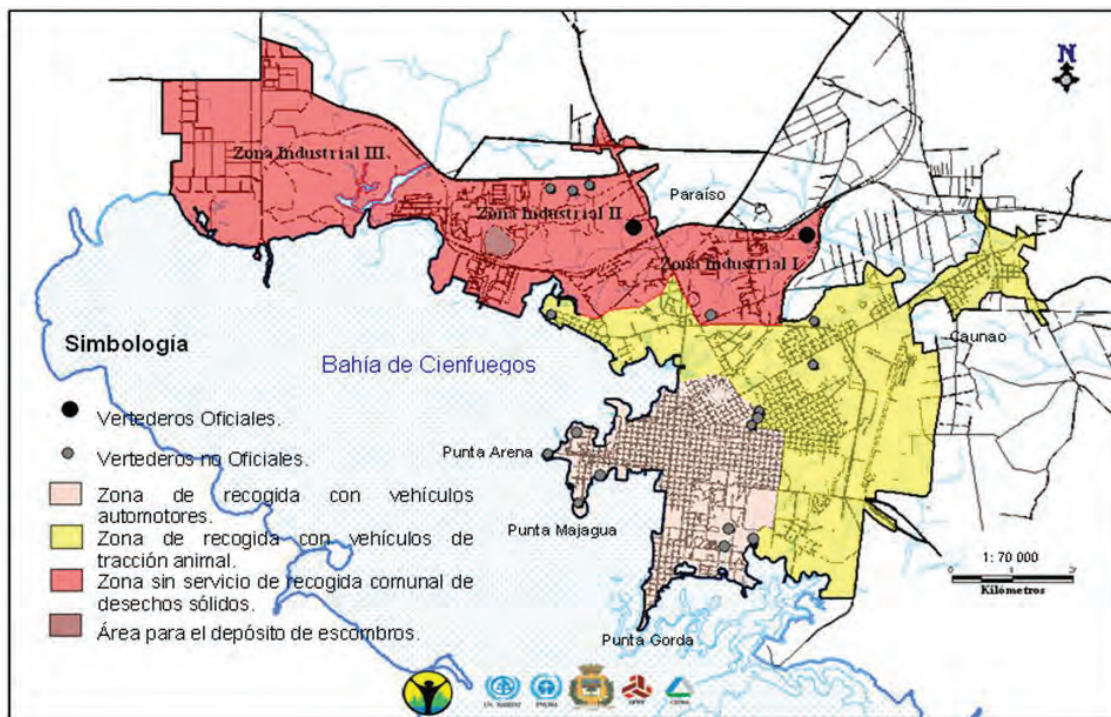 N
Zona Industrial III.
Zona Industrial II
Paraíso
Zona Industrial I.
Caunao
Simbología
Bahía de Cienfuegos
Vertederos Oficiales.
Vertederos no Oficiales.
Punta Arena
Zona de recogida con vehículos
automotores.
Punta Majagua
Zona de recogida con vehículos de
tracción animal.
1: 70 000
Kilómetros
Zona sin servicio de recogida comunal de
desechos sólidos.
Área para el depósito de escombros.
Punta Gorda